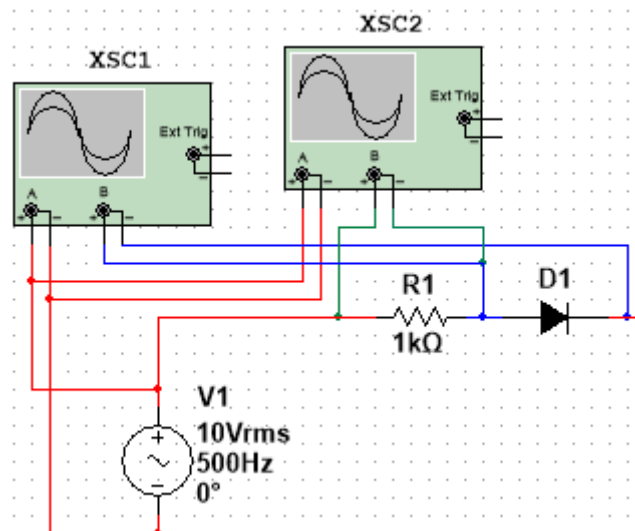 XSC2
XSC1
Ext Trig
+
−
A
B
+
−
+
−
Ext Trig
+
−
A
B
+
−
+
−
R1
1kΩ
D1
V1
10Vrms
500Hz
0°
+
−